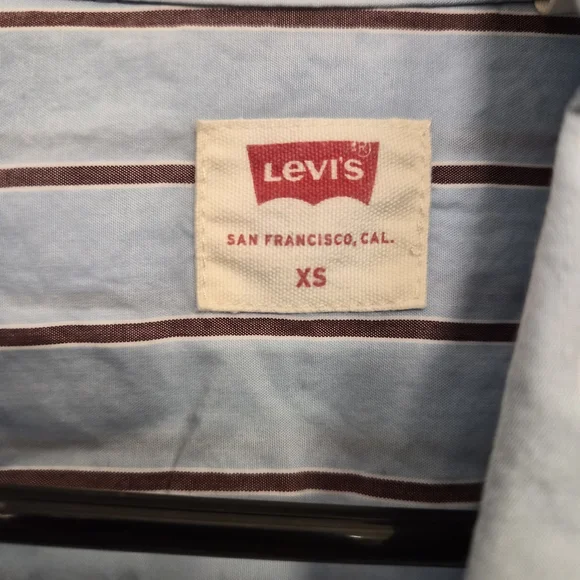 Levi's®
SAN FRANCISCO, CAL.
XS